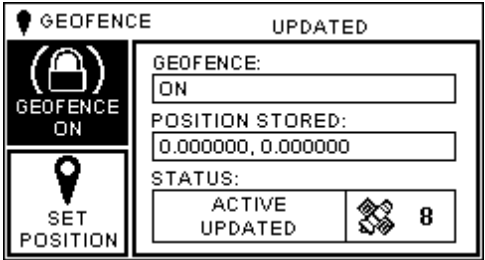 GEOFENCE UPDATED
GEOFENCE
ON
SET
POSITION
GEOFENCE:
ON
POSITION STORED:
0.000000, 0.000000
STATUS:
ACTIVE
UPDATED
8